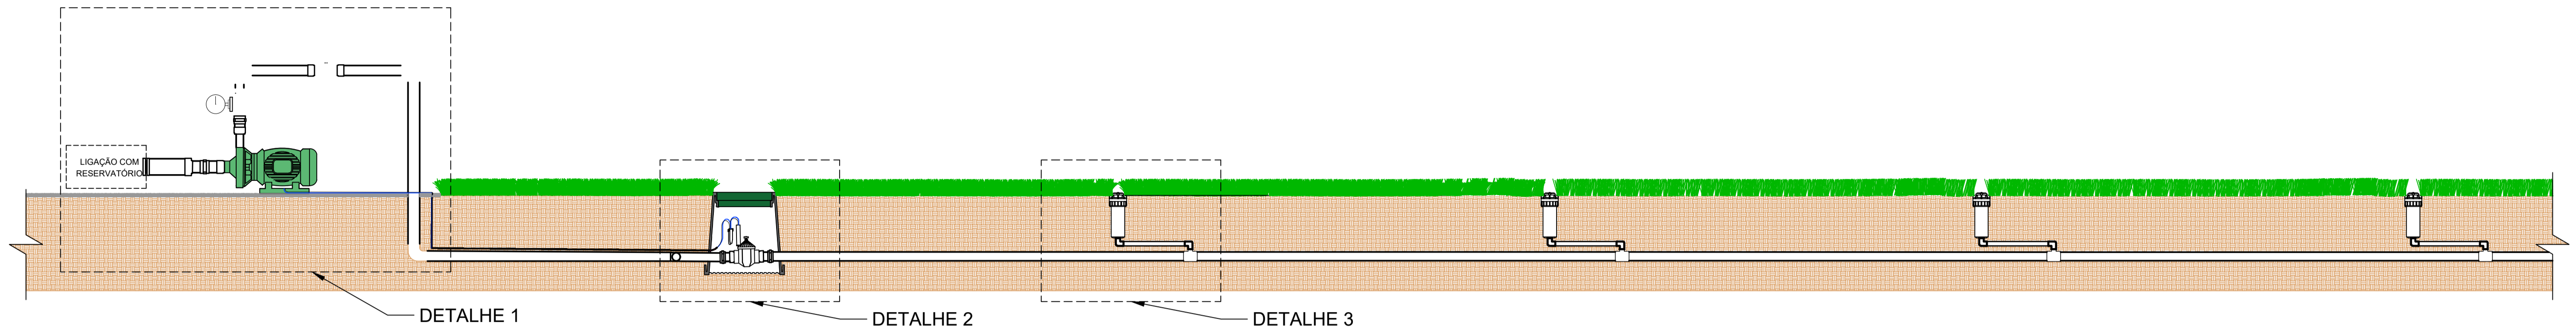 LIGAÇÃO COM
RESERVATÓRIO
DETALHE 1
DETALHE 2
DETALHE 3